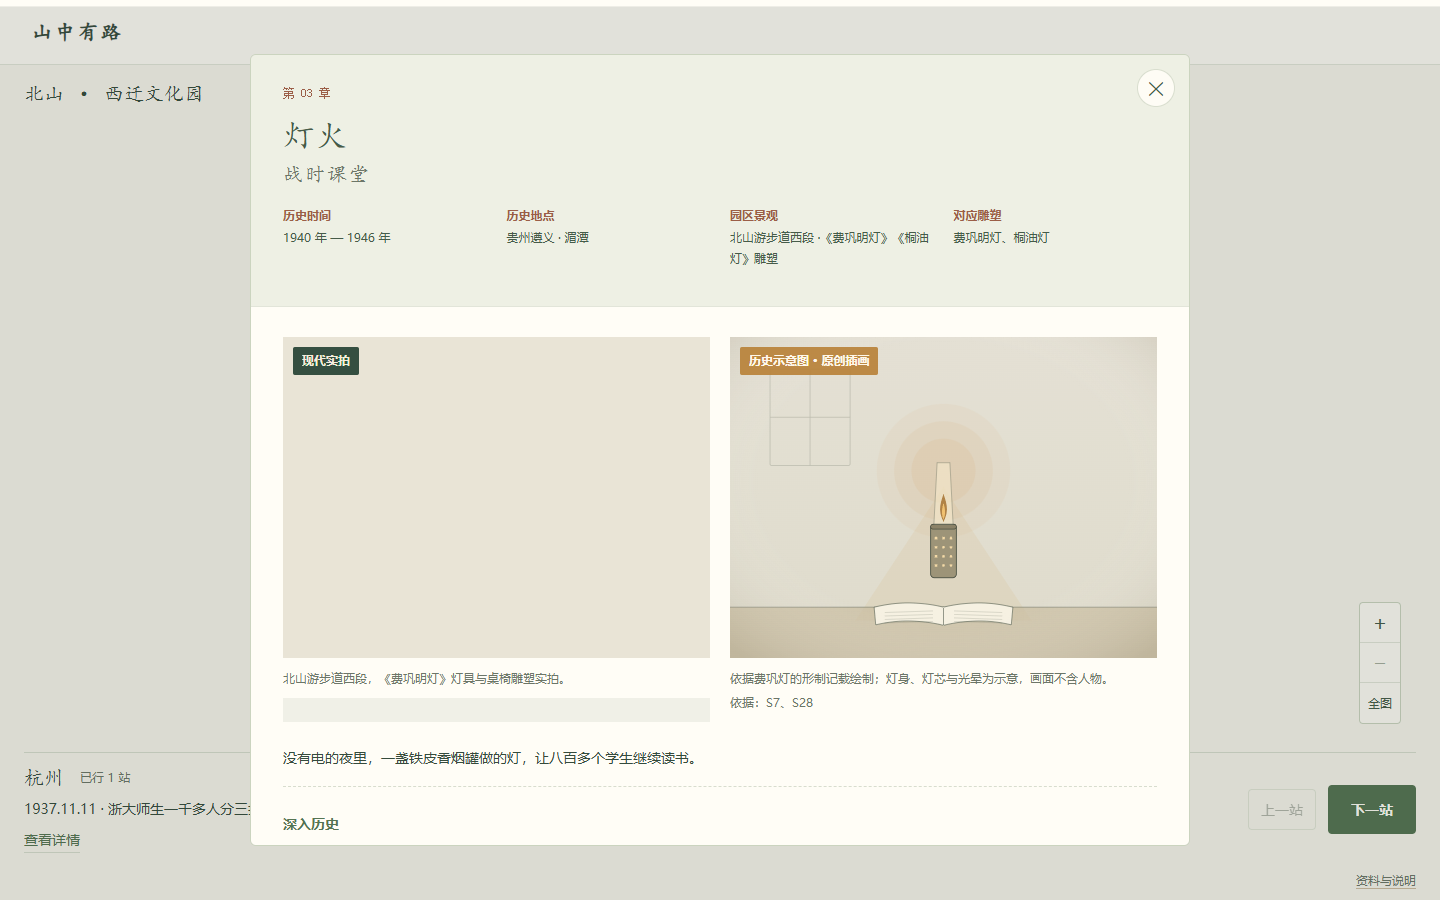 山中有路
北山 • 西迁文化园
第 03 章
灯火
战时课堂
历史时间
1940 年 — 1946 年
历史地点
贵州遵义 · 湄潭
园区景观
北山游步道西段 · 《费巩明灯》《桐油
灯》雕塑
对应雕塑
费巩明灯、桐油灯
现代实拍
历史示意图 • 原创插画
北山游步道西段，《费巩明灯》灯具与桌椅雕塑实拍。
依据费巩灯的形制记载绘制；灯身、灯芯与光晕为示意，画面不含人物。
依据：S7、S28
没有电的夜里，一盏铁皮香烟罐做的灯，让八百多个学生继续读书。
深入历史
+
−
全图
杭州 已行 1 站
1937.11.11 · 浙大师生一千多人分三
查看详情
上一站
下一站
资料与说明